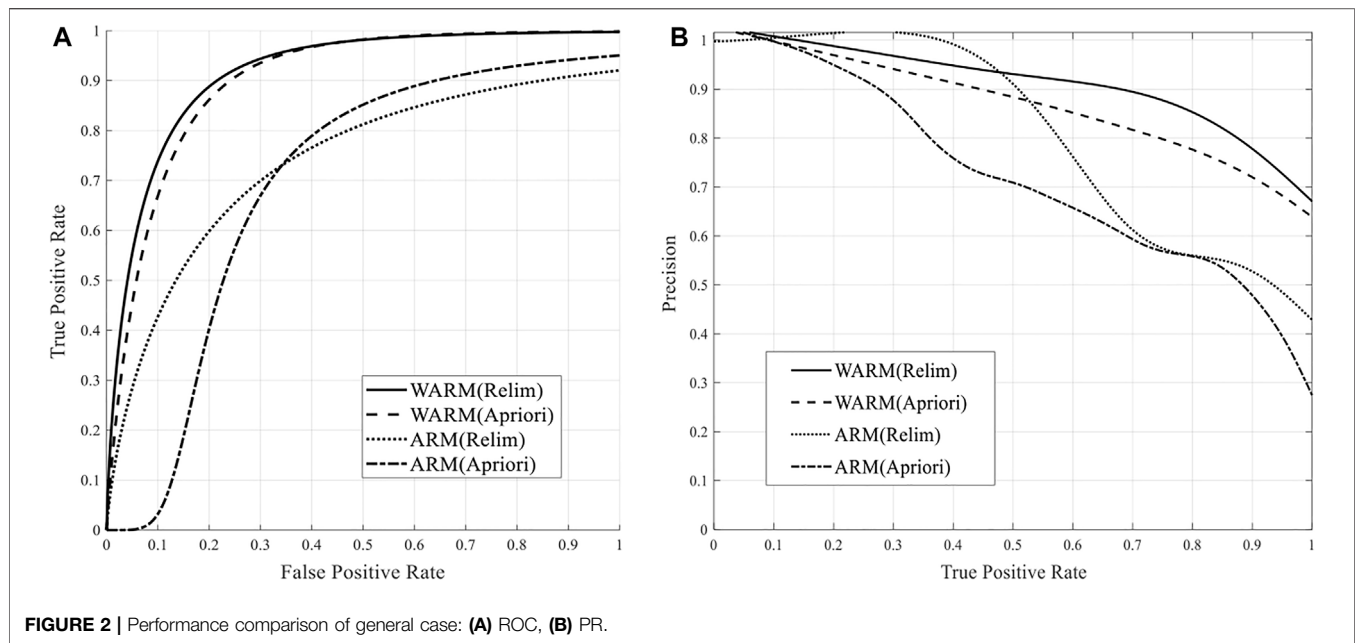 A
True Positive Rate
1
0.9
0.8
0.7
0.6
0.5
0.4
0.3
0.2
0.1
0
0 0.1 0.2 0.3 0.4 0.5 0.6 0.7 0.8 0.9 1
False Positive Rate
WARM(Relim)
WARM(Apriori)
ARM(Relim)
ARM(Apriori)
B
Precision
1
0.9
0.8
0.7
0.6
0.5
0.4
0.3
0.2
0.1
0
0 0.1 0.2 0.3 0.4 0.5 0.6 0.7 0.8 0.9 1
True Positive Rate
WARM(Relim)
WARM(Apriori)
ARM(Relim)
ARM(Apriori)
FIGURE 2 | Performance comparison of general case: (A) ROC, (B) PR.